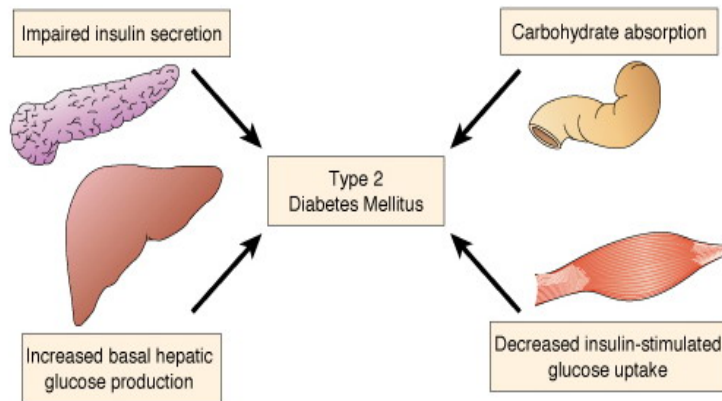 Impaired insulin secretion
Carbohydrate absorption
Type 2
Diabetes Mellitus
Increased basal hepatic
glucose production
Decreased insulin-stimulated
glucose uptake